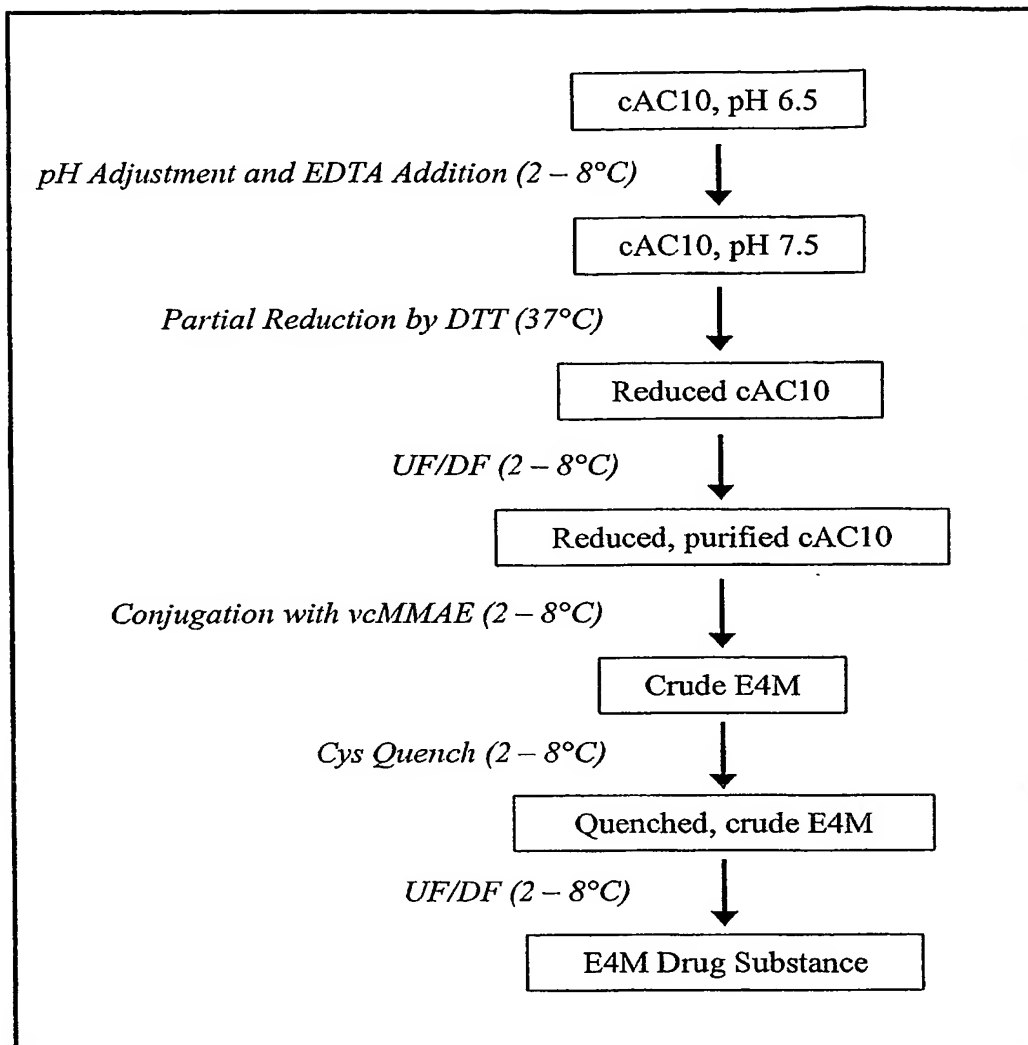 cAC10, pH 6.5
pH Adjustment and EDTA Addition (2 – 8°C)
cAC10, pH 7.5
Partial Reduction by DTT (37°C)
Reduced cAC10
UF/DF (2 – 8°C)
Reduced, purified cAC10
Conjugation with vcMMAE (2 – 8°C)
Crude E4M
Cys Quench (2 – 8°C)
Quenched, crude E4M
UF/DF (2 – 8°C)
E4M Drug Substance